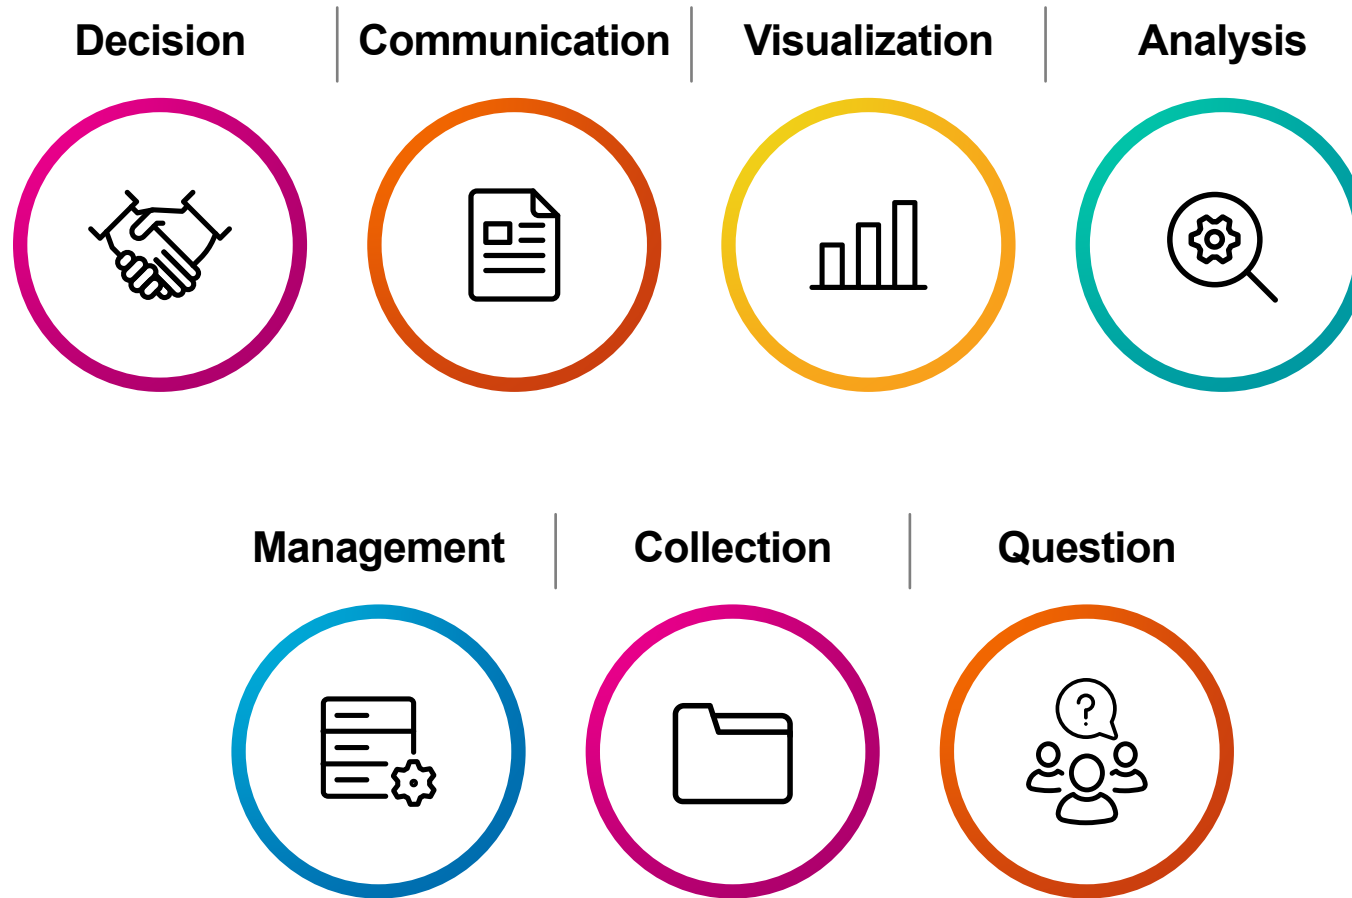 Decision
Communication
Visualization
Analysis
Management
Collection
Question
?